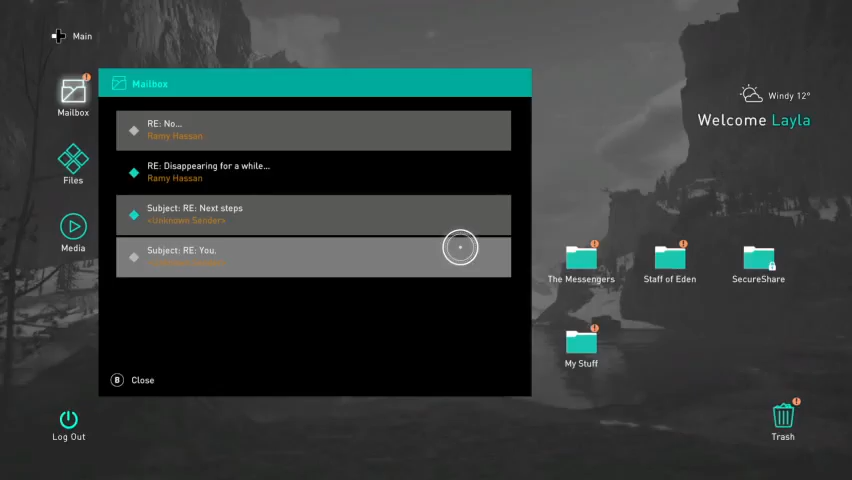 Main
Mailbox
Files
Media
Log Out
Mailbox
RE: No...
Ramy Hassan
RE: Disappearing for a while...
Ramy Hassan
Subject: RE: Next steps
<Unknown Sender>
Subject: RE: You.
B Close
Windy 12°
Welcome Layla
The Messengers
Staff of Eden
SecureShare
My Stuff
Trash